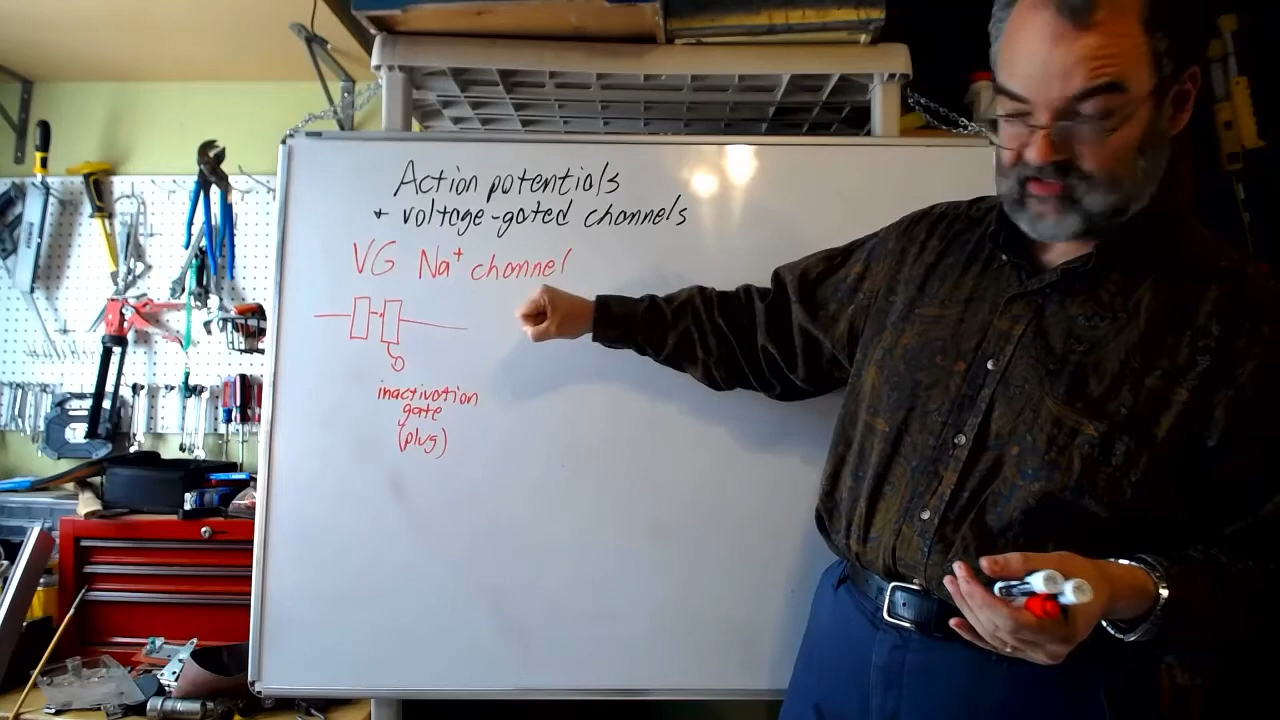 Action potentials
+ voltage-gated channels
VG Na⁺ channel
inactivation
gate
(plug)